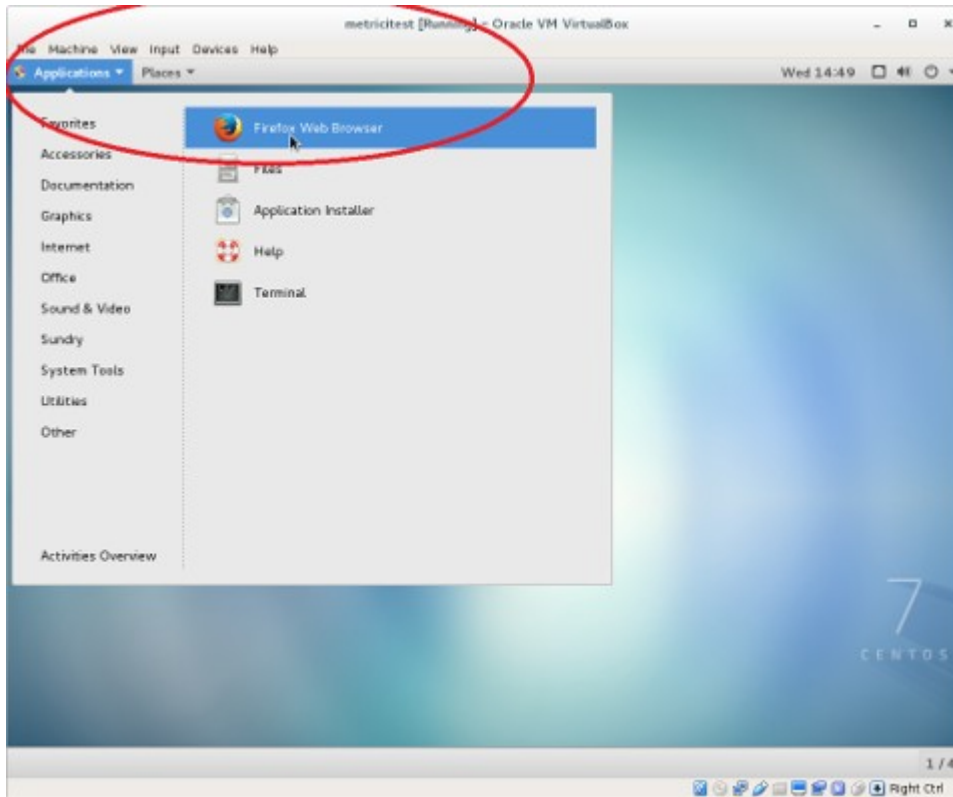 metricitest [Running] - Oracle VM VirtualBox
File Machine View Input Devices Help
Applications Places Wed 14:49
Favorites
Firefox Web Browser
Accessories
Files
Documentation
Graphics
Application Installer
Internet
Help
Office
Terminal
Sound & Video
Sundry
System Tools
Utilities
Other
Activities Overview
7
CENTOS
1 / 4
Right Ctrl